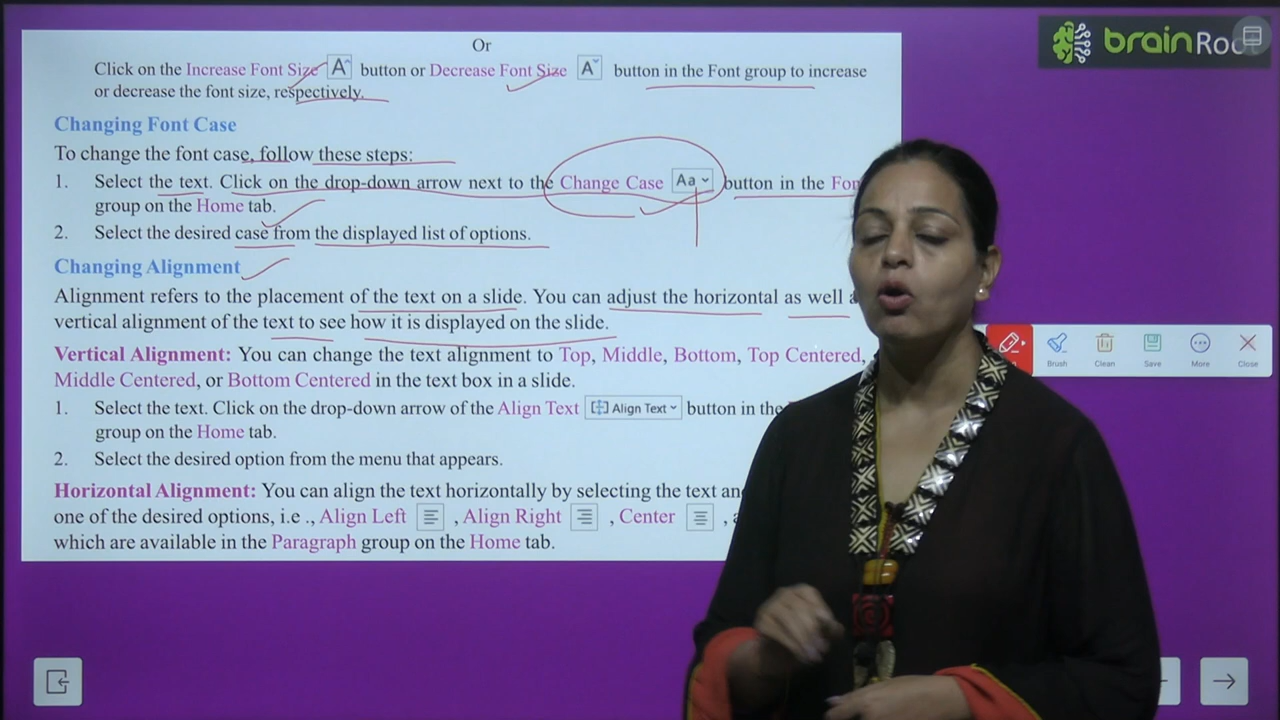 Or
Click on the Increase Font Size A button or Decrease Font Size A button in the Font group to increase
or decrease the font size, respectively.
Changing Font Case
To change the font case, follow these steps:
1. Select the text. Click on the drop-down arrow next to the Change Case Aa button in the
group on the Home tab.
2. Select the desired case from the displayed list of options.
Changing Alignment
Alignment refers to the placement of the text on a slide. You can adjust the horizontal as well
vertical alignment of the text to see how it is displayed on the slide.
Vertical Alignment: You can change the text alignment to Top, Middle, Bottom, Top Centered,
Middle Centered, or Bottom Centered in the text box in a slide.
1. Select the text. Click on the drop-down arrow of the Align Text Align Text button in the
group on the Home tab.
2. Select the desired option from the menu that appears.
Horizontal Alignment: You can align the text horizontally by selecting the text
one of the desired options, i.e ., Align Left , Align Right , Center ,
which are available in the Paragraph group on the Home tab.
brain
Brush Clean Save More Close